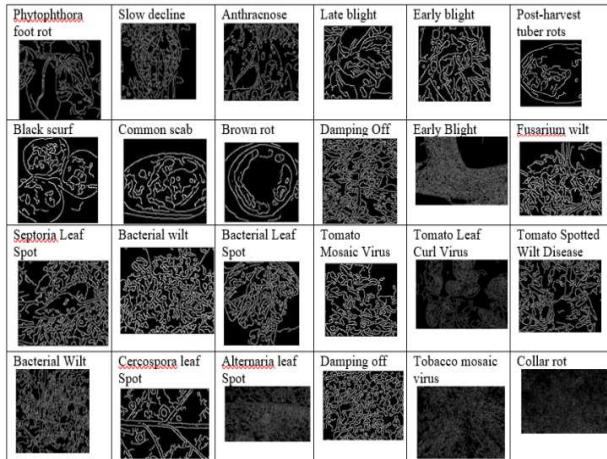 Phytophthora
foot rot
Slow decline
Anthracnose
Late blight
Early blight
Post-harvest
tuber rots
Black scurf
Common scab
Brown rot
Damping Off
Early Blight
Fusarium wilt
Septoria Leaf
Spot
Bacterial wilt
Bacterial Leaf
Spot
Tomato
Mosaic Virus
Tomato Leaf
Curl Virus
Tomato Spotted
Wilt Disease
Bacterial Wilt
Cercospora leaf
Spot
Alternaria leaf
Spot
Damping off
Tobacco mosaic
virus
Collar rot